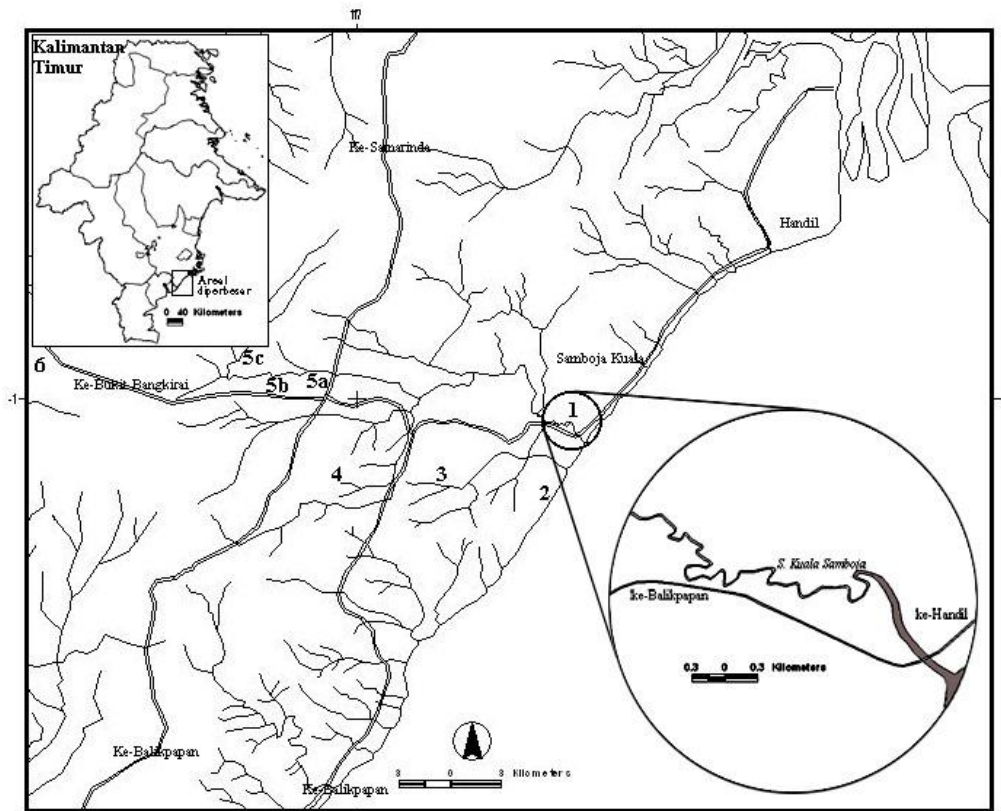 117
Kalimantan
Timur
Ke-Samarinda
Handil
Areal
diperbesar
0 40 Kilometers
Samboja Kuala
5c
6
Ke-Bukit Bangkirai
5b
5a
-1
1
4
3
2
S. Kuala Samboja
ke-Balikpapan
ke-Handil
0.3 0 0.3 Kilometers
Ke-Balikpapan
3 0 3 Kilometers
Ke-Balikpapan